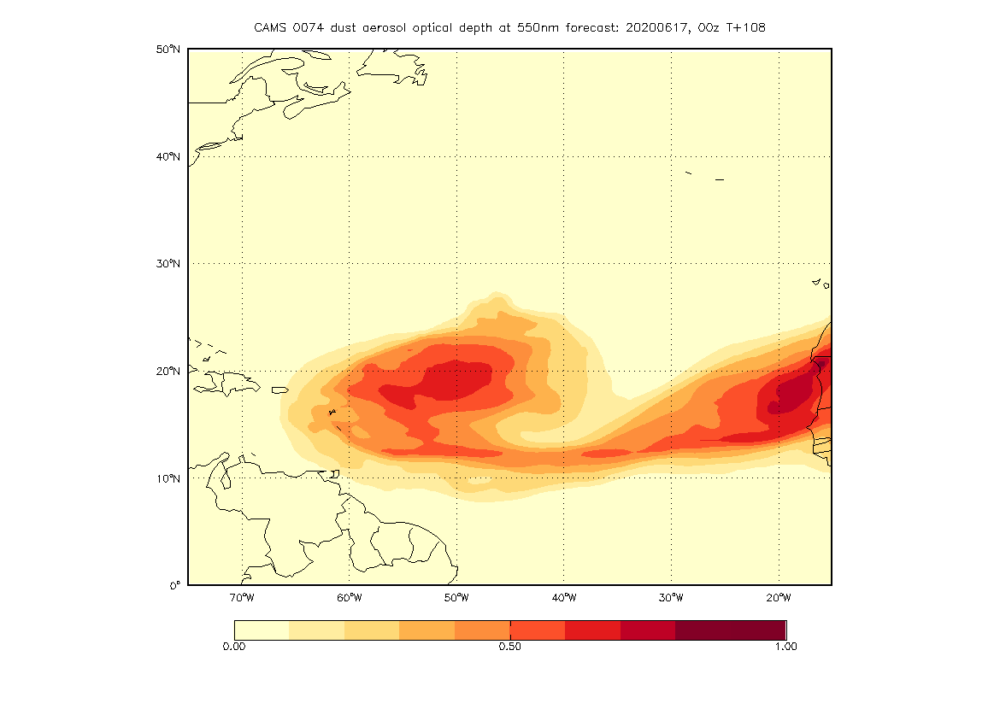 CAMS 0074 dust aerosol optical depth at 550nm forecast: 20200617, 00z T+108
50°N
40°N
30°N
20°N
10°N
0°
70°W 60°W 50°W 40°W 30°W 20°W
0.00 0.50 1.00